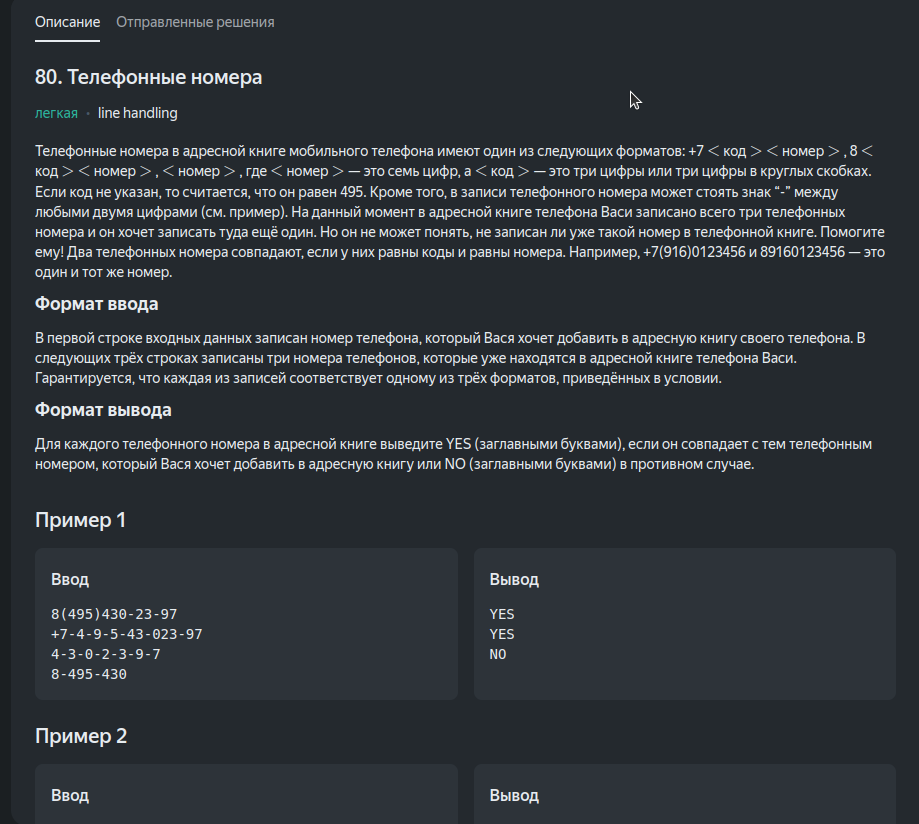 Описание Отправленные решения
80. Телефонные номера
легкая · line handling
Телефонные номера в адресной книге мобильного телефона имеют один из следующих форматов: +7 < код > < номер > , 8 <
код > < номер > , < номер > , где < номер > — это семь цифр, а < код > — это три цифры или три цифры в круглых скобках.
Если код не указан, то считается, что он равен 495. Кроме того, в записи телефонного номера может стоять знак “-” между
любыми двумя цифрами (см. пример). На данный момент в адресной книге телефона Васи записано всего три телефонных
номера и он хочет записать туда ещё один. Но он не может понять, не записан ли уже такой номер в телефонной книге. Помогите
ему! Два телефонных номера совпадают, если у них равны коды и равны номера. Например, +7(916)0123456 и 89160123456 — это
один и тот же номер.
Формат ввода
В первой строке входных данных записан номер телефона, который Вася хочет добавить в адресную книгу своего телефона. В
следующих трёх строках записаны три номера телефонов, которые уже находятся в адресной книге телефона Васи.
Гарантируется, что каждая из записей соответствует одному из трёх форматов, приведённых в условии.
Формат вывода
Для каждого телефонного номера в адресной книге выведите YES (заглавными буквами), если он совпадает с тем телефонным
номером, который Вася хочет добавить в адресную книгу или NO (заглавными буквами) в противном случае.
Пример 1
Ввод
8(495)430-23-97
+7-4-9-5-43-023-97
4-3-0-2-3-9-7
8-495-430
Вывод
YES
YES
NO
Пример 2
Ввод
Вывод